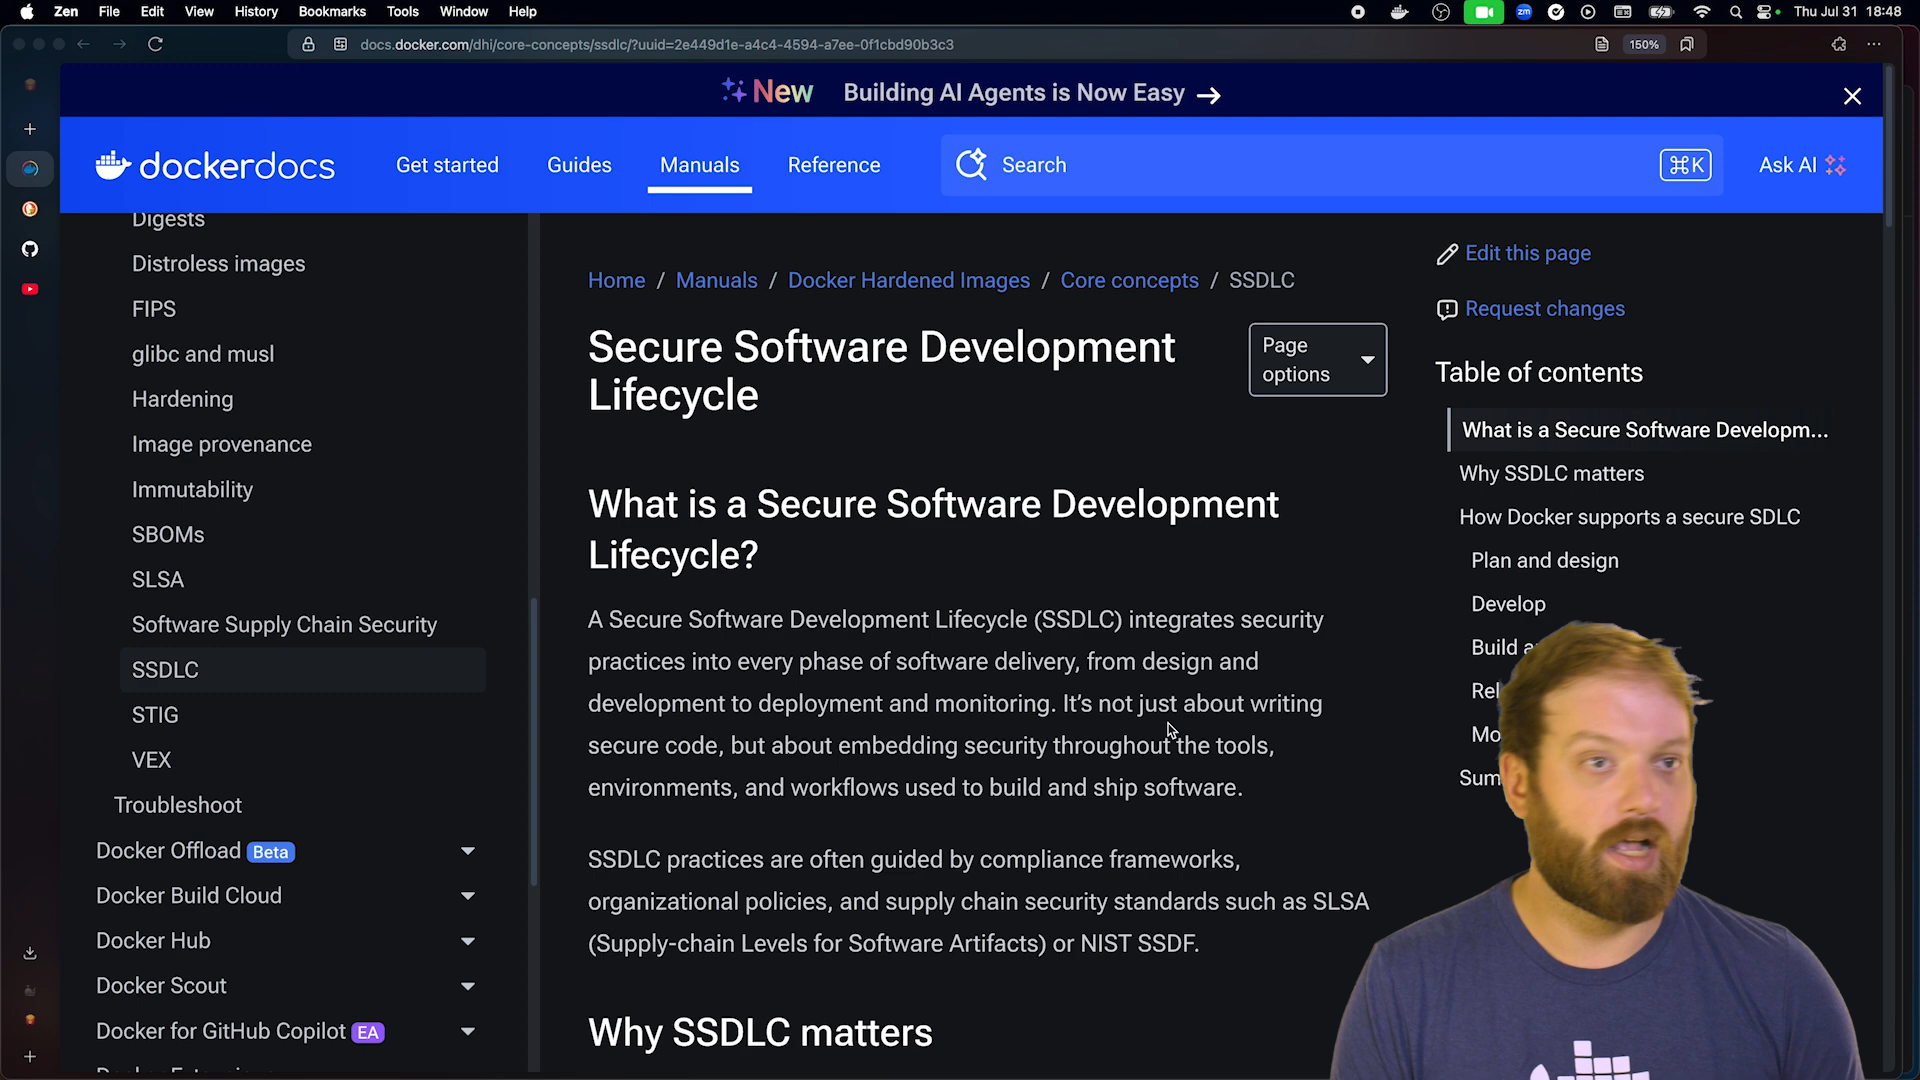 Zen File Edit View History Bookmarks Tools Window Help
zm
Thu Jul 31 18:48
docs.docker.com/dhi/core-concepts/ssdlc/?uuid=2e449d1e-a4c4-4594-a7ee-0f1cbd90b3c3
150%
New Building AI Agents is Now Easy →
dockerdocs
Get started Guides Manuals Reference
Search
⌘K
Ask AI
Digests
Distroless images
FIPS
glibc and musl
Hardening
Image provenance
Immutability
SBOMs
SLSA
Software Supply Chain Security
SSDLC
STIG
VEX
Troubleshoot
Docker Offload Beta
Docker Build Cloud
Docker Hub
Docker Scout
Docker for GitHub Copilot EA
Home / Manuals / Docker Hardened Images / Core concepts / SSDLC
Secure Software Development
Lifecycle
Page
options
What is a Secure Software Development
Lifecycle?
A Secure Software Development Lifecycle (SSDLC) integrates security
practices into every phase of software delivery, from design and
development to deployment and monitoring. It's not just about writing
secure code, but about embedding security throughout the tools,
environments, and workflows used to build and ship software.
SSDLC practices are often guided by compliance frameworks,
organizational policies, and supply chain security standards such as SLSA
(Supply-chain Levels for Software Artifacts) or NIST SSDF.
Why SSDLC matters
Edit this page
Request changes
Table of contents
What is a Secure Software Developm...
Why SSDLC matters
How Docker supports a secure SDLC
Plan and design
Develop
Build